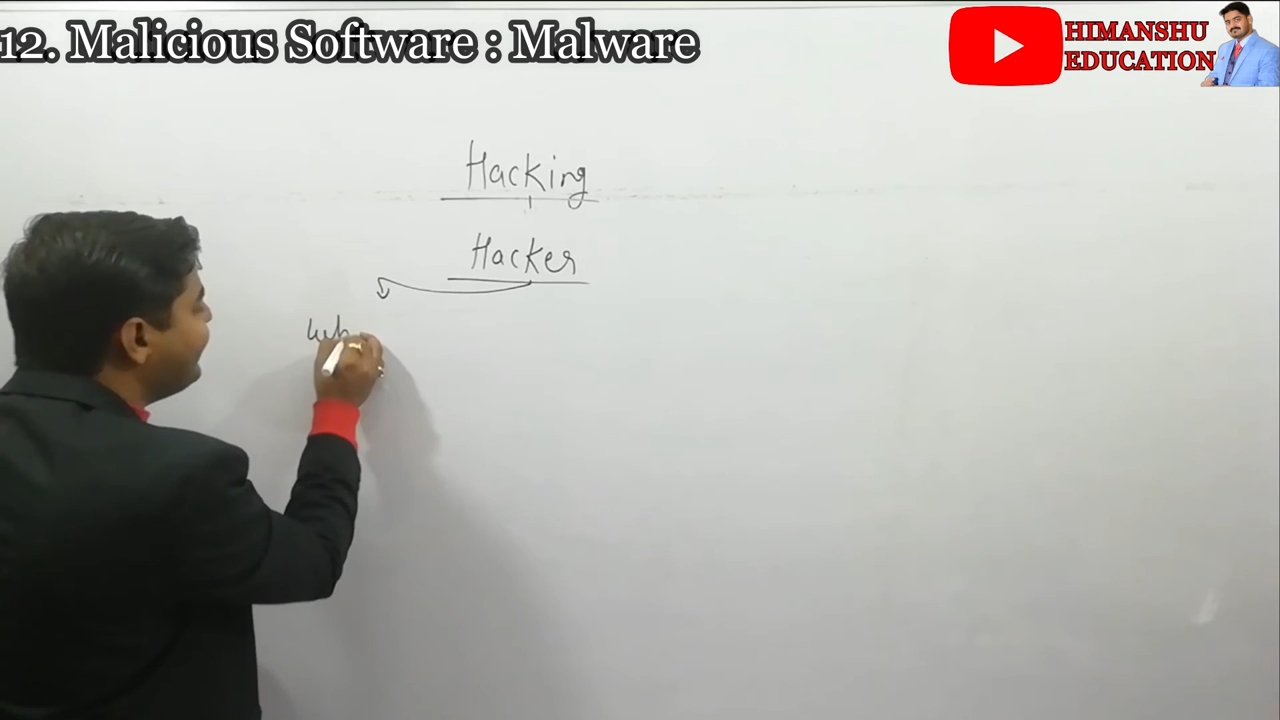 12. Malicious Software : Malware
HIMANSHU
EDUCATION
Hacking
Hacker
Wh